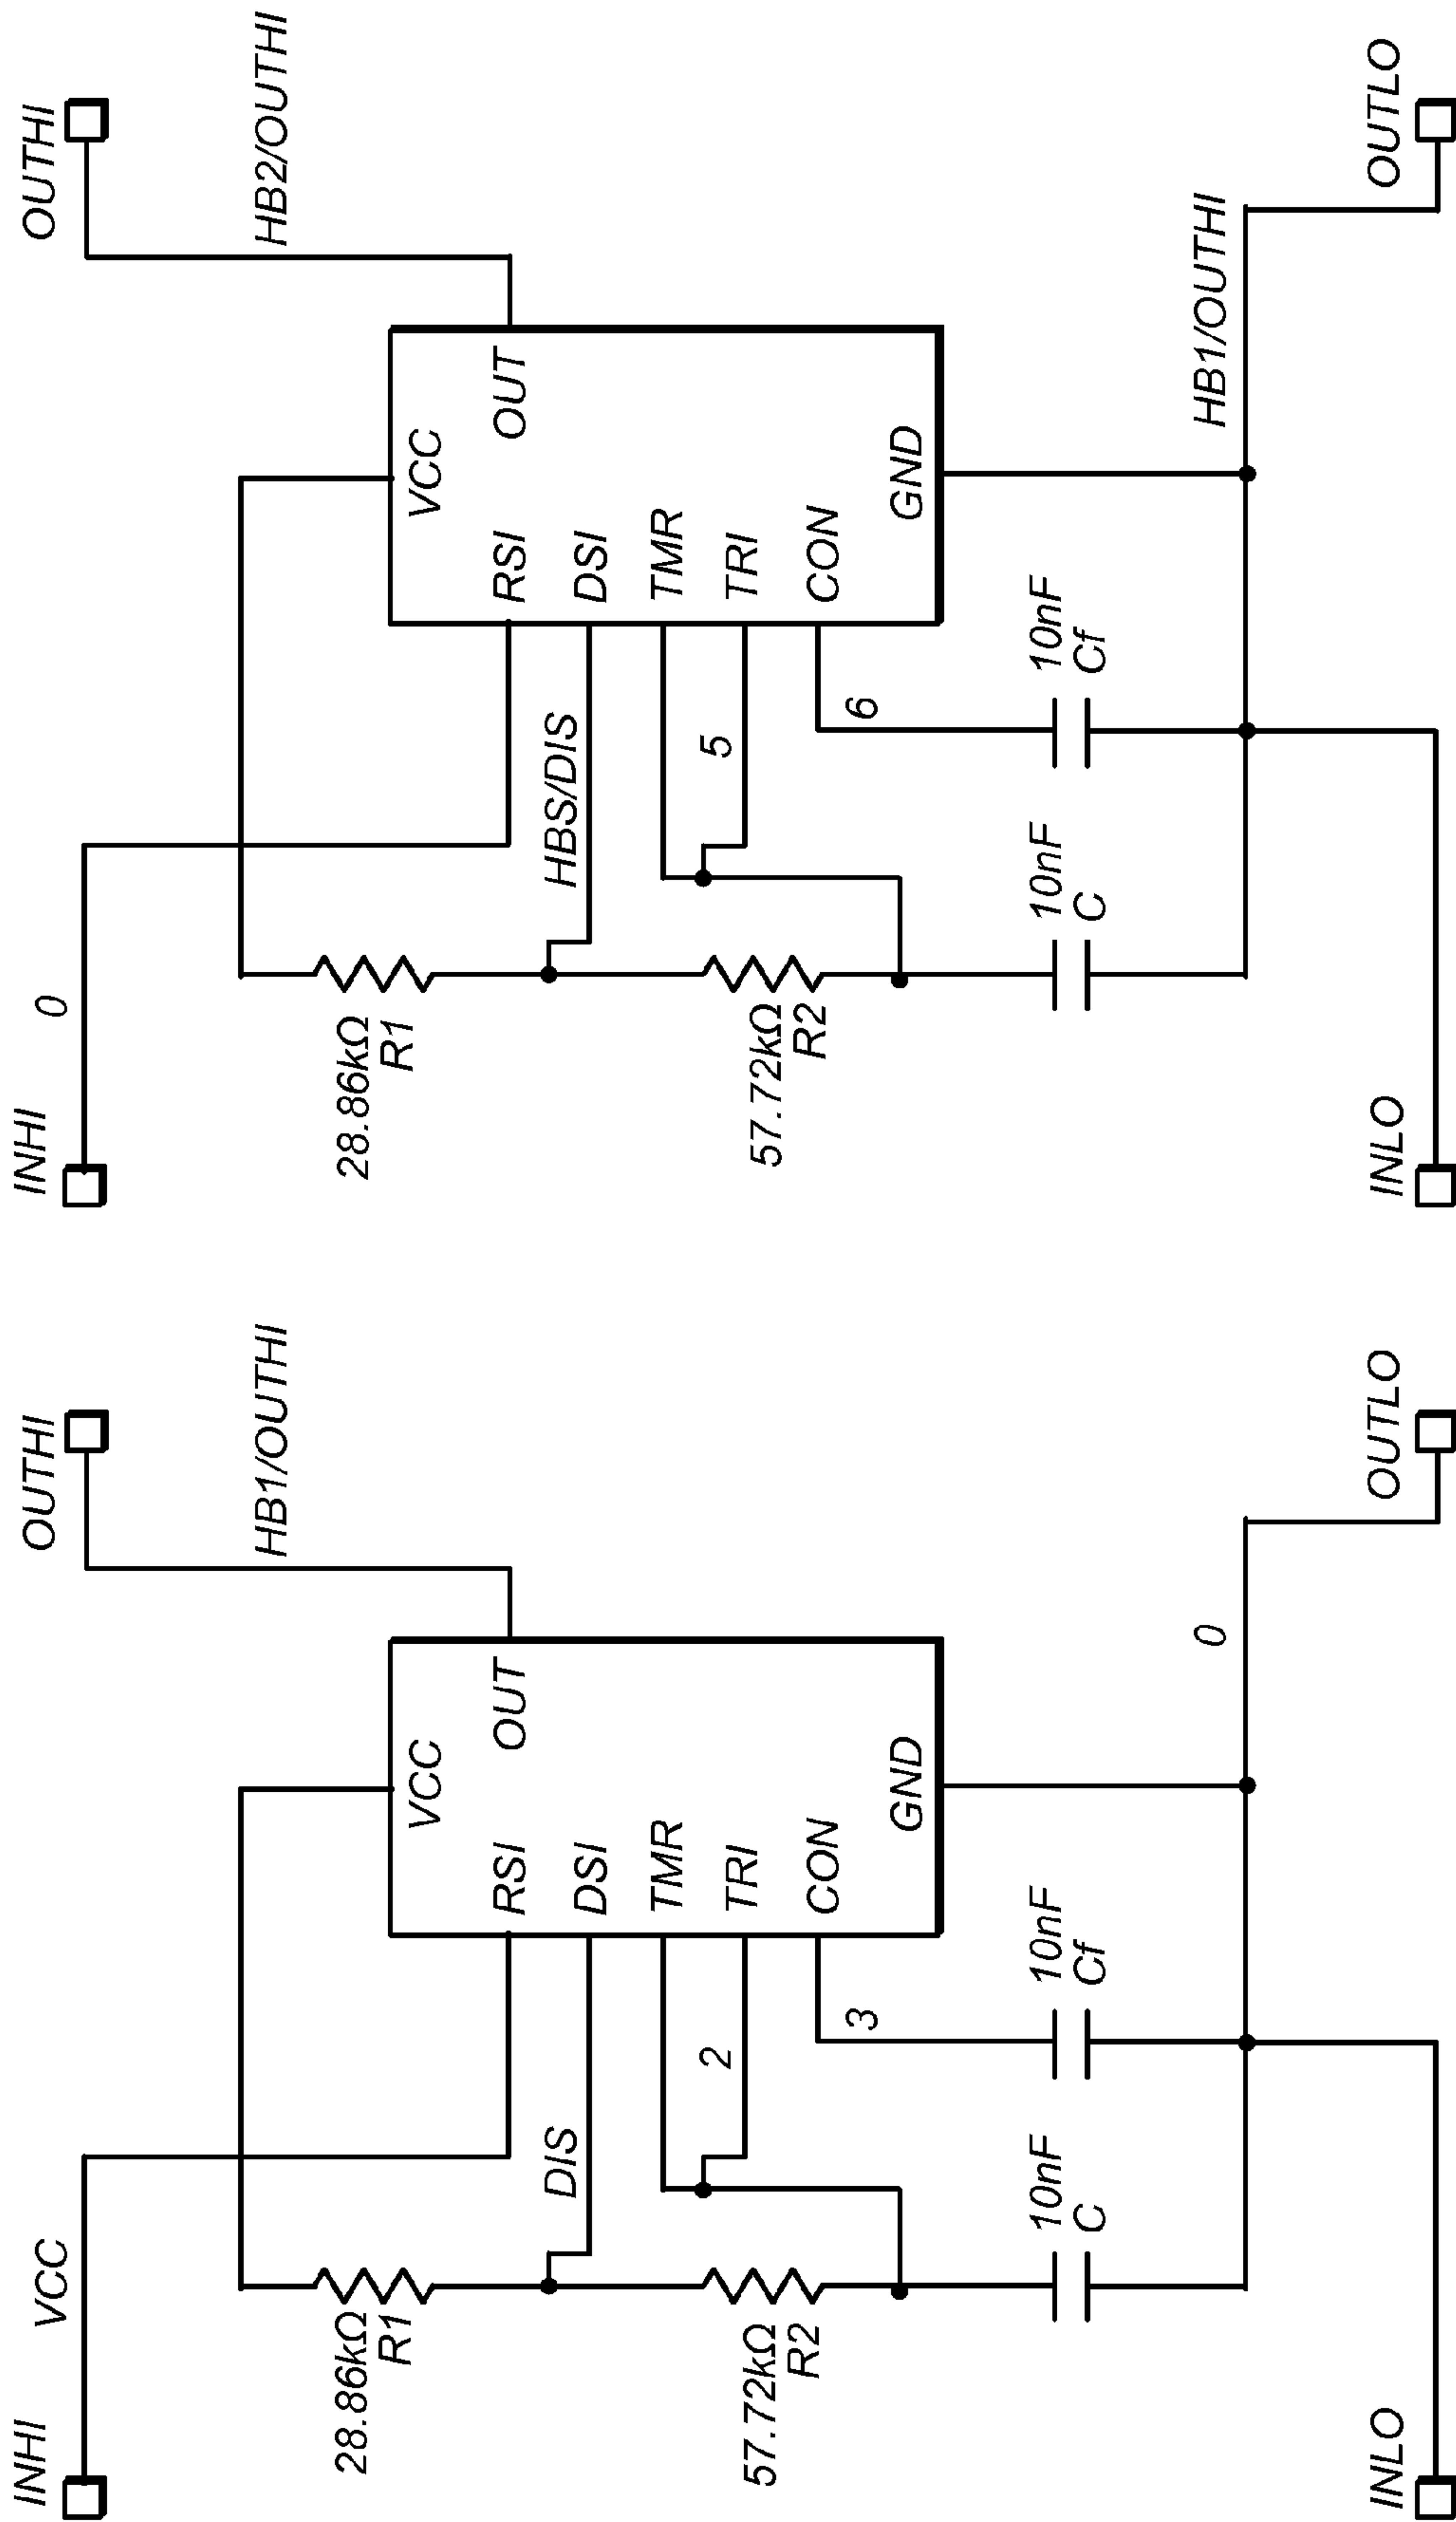 INHI
VCC
OUTHI
HB1/OUTHI
28.86kΩ
R1
VCC
RSI
OUT
DIS
DSI
TMR
2
TRI
57.72kΩ
R2
3
CON
GND
10nF
C
10nF
Cf
0
INLO
OUTLO
INHI
0
OUTHI
HB2/OUTHI
28.86kΩ
R1
VCC
RSI
OUT
HBS/DIS
DSI
TMR
5
TRI
57.72kΩ
R2
6
CON
GND
10nF
C
10nF
Cf
HB1/OUTHI
INLO
OUTLO